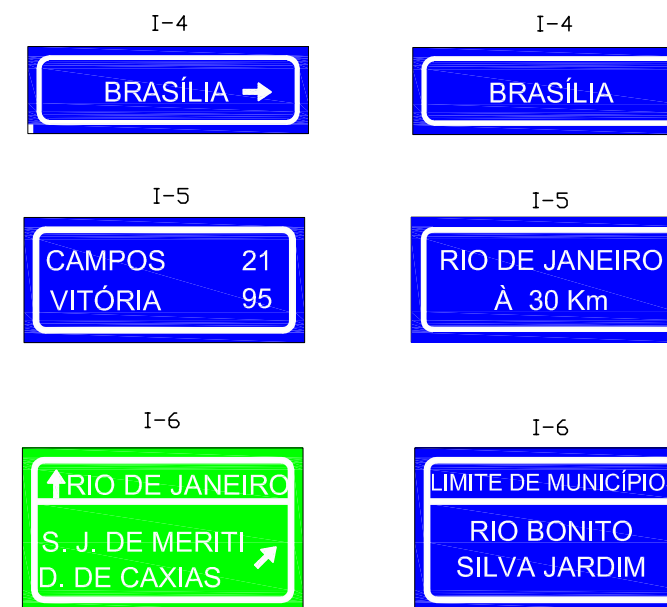 I-4
BRASÍLIA →
I-4
BRASÍLIA
I-5
CAMPOS 21
VITÓRIA 95
I-5
RIO DE JANEIRO
À 30 Km
I-6
↑RIO DE JANEIRO
S. J. DE MERITI
D. DE CAXIAS ↗
I-6
LIMITE DE MUNICÍPIO
RIO BONITO
SILVA JARDIM